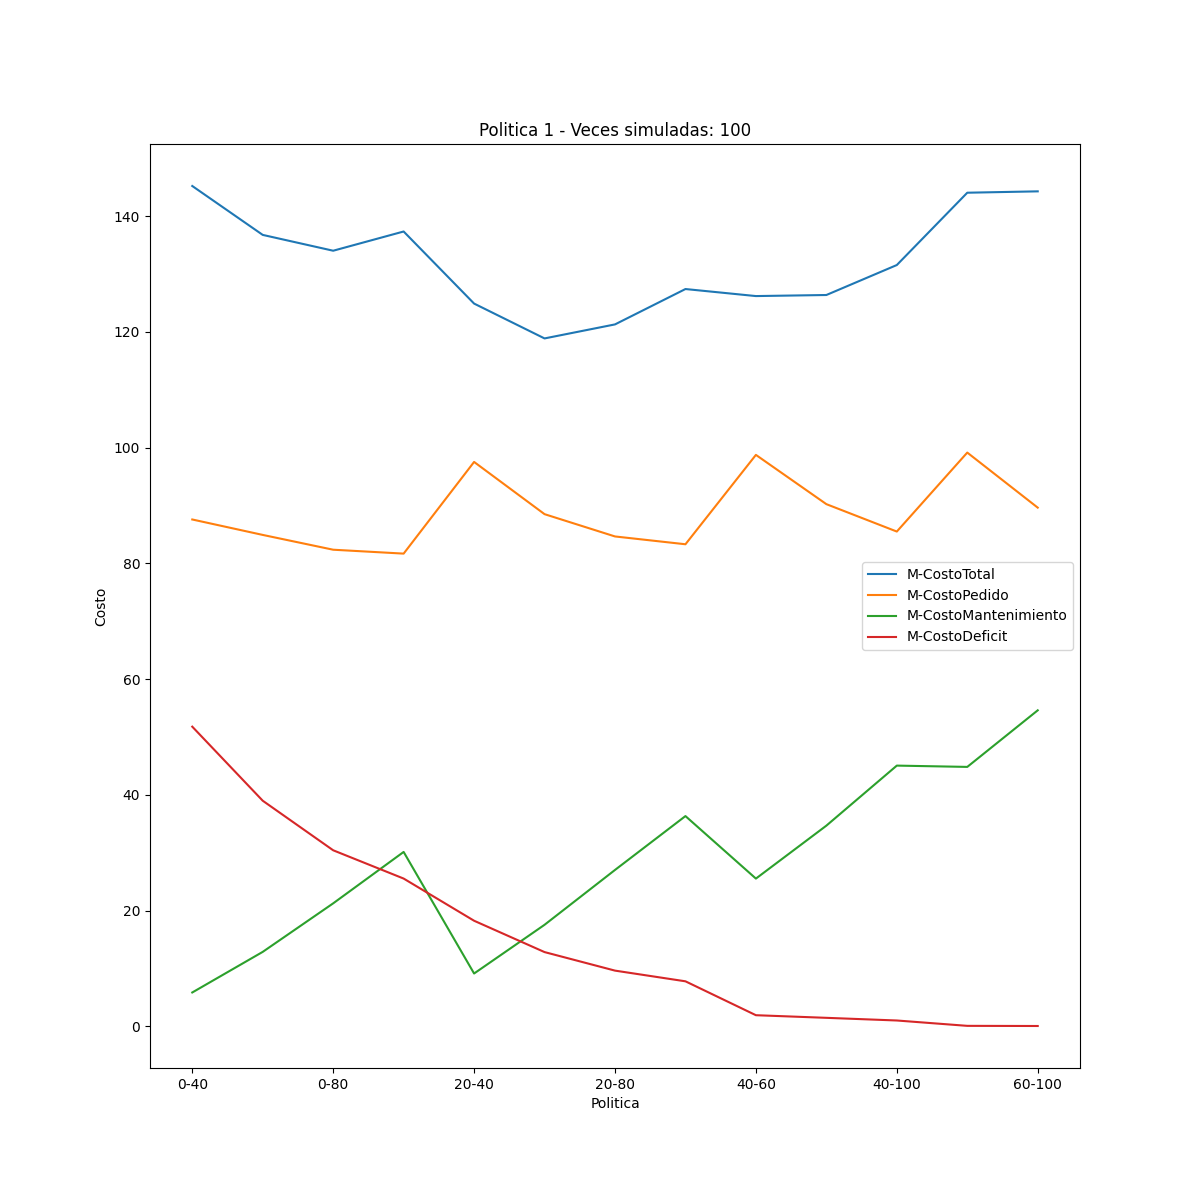 Politica 1 - Veces simuladas: 100
140
120
100
80
60
40
20
0
Costo
M-CostoTotal
M-CostoPedido
M-CostoMantenimiento
M-CostoDeficit
0-40 0-80 20-40 20-80 40-60 40-100 60-100
Politica